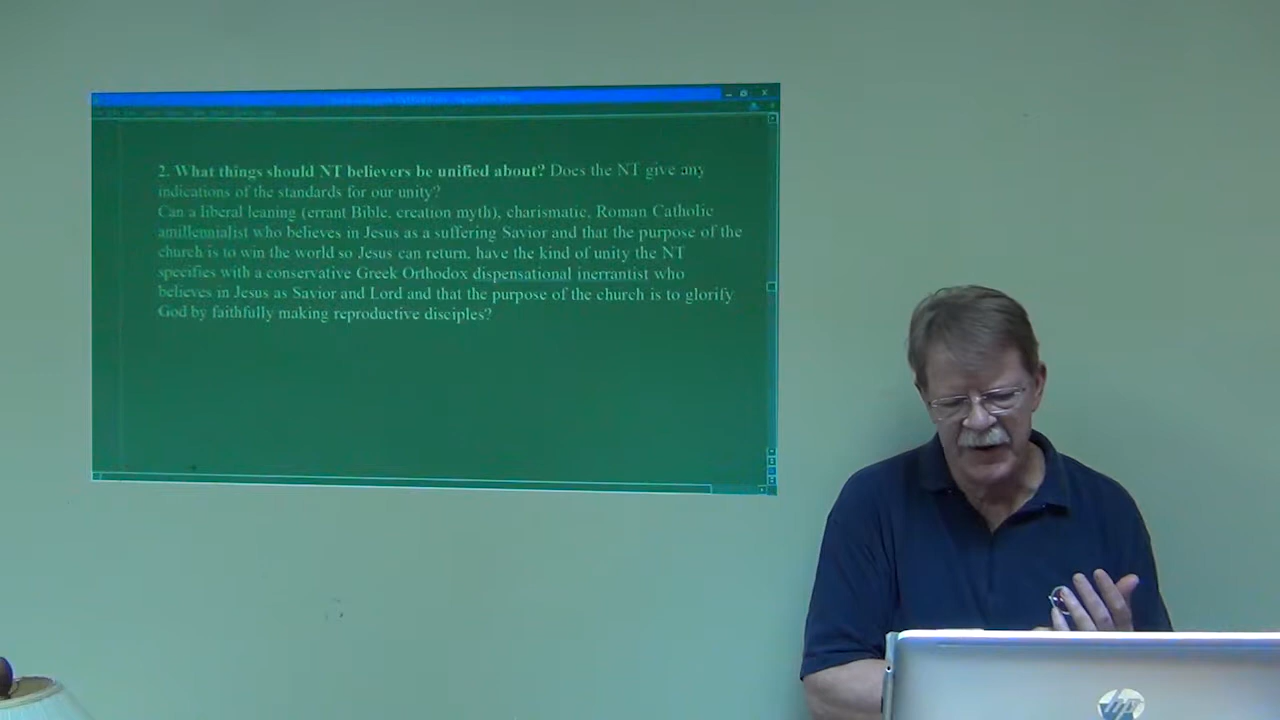 2. What things should NT believers be unified about? Does the NT give any
indications of the standards for our unity?
Can a liberal leaning (errant Bible, creation myth), charismatic, Roman Catholic
amillennialist who believes in Jesus as a suffering Savior and that the purpose of the
church is to win the world so Jesus can return, have the kind of unity the NT
specifies with a conservative Greek Orthodox dispensational inerrantist who
believes in Jesus as Savior and Lord and that the purpose of the church is to glorify
God by faithfully making reproductive disciples?
hp